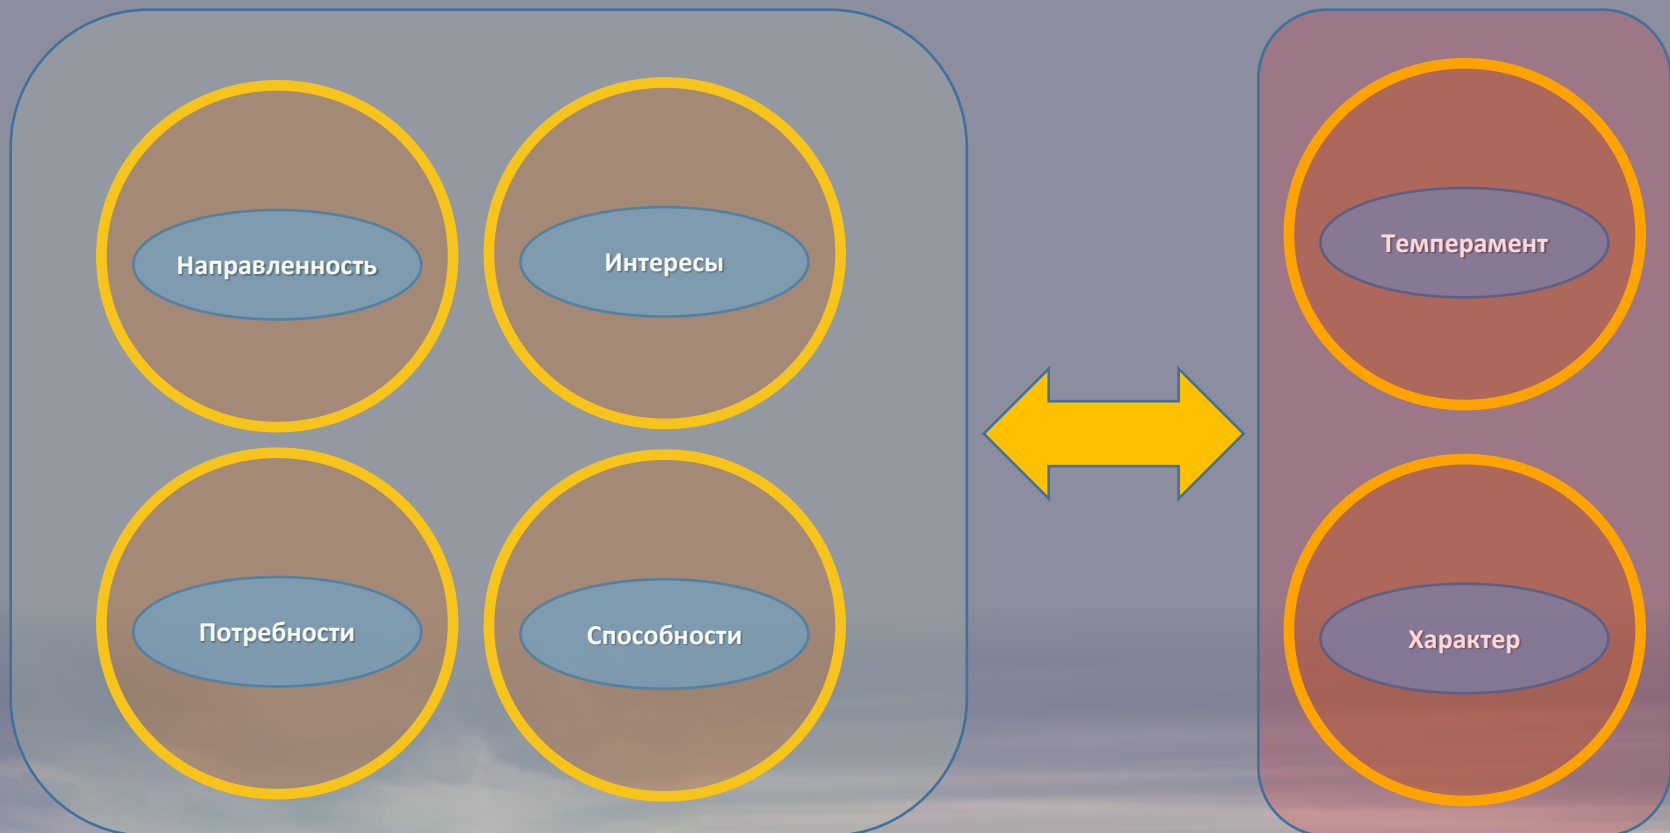 Направленность
Интересы
Потребности
Способности
Темперамент
Характер